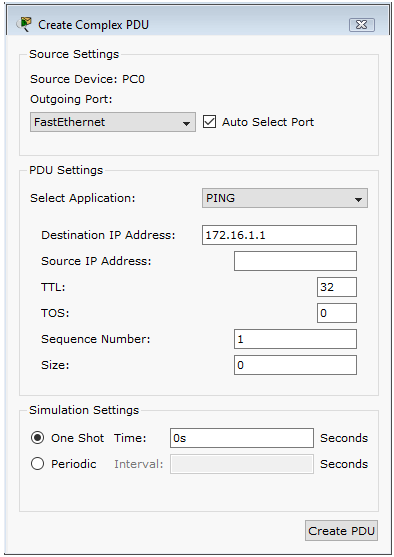 Create Complex PDU
Source Settings
Source Device: PC0
Outgoing Port:
FastEthernet Auto Select Port
PDU Settings
Select Application: PING
Destination IP Address: 172.16.1.1
Source IP Address:
TTL: 32
TOS: 0
Sequence Number: 1
Size: 0
Simulation Settings
One Shot Time: 0s Seconds
Periodic Interval: Seconds
Create PDU